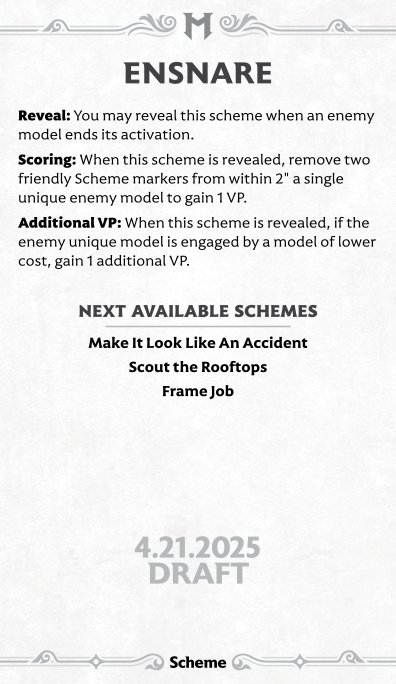 M
ENSNARE
Reveal: You may reveal this scheme when an enemy
model ends its activation.
Scoring: When this scheme is revealed, remove two
friendly Scheme markers from within 2" a single
unique enemy model to gain 1 VP.
Additional VP: When this scheme is revealed, if the
enemy unique model is engaged by a model of lower
cost, gain 1 additional VP.
NEXT AVAILABLE SCHEMES
Make It Look Like An Accident
Scout the Rooftops
Frame Job
4.21.2025
DRAFT
Scheme